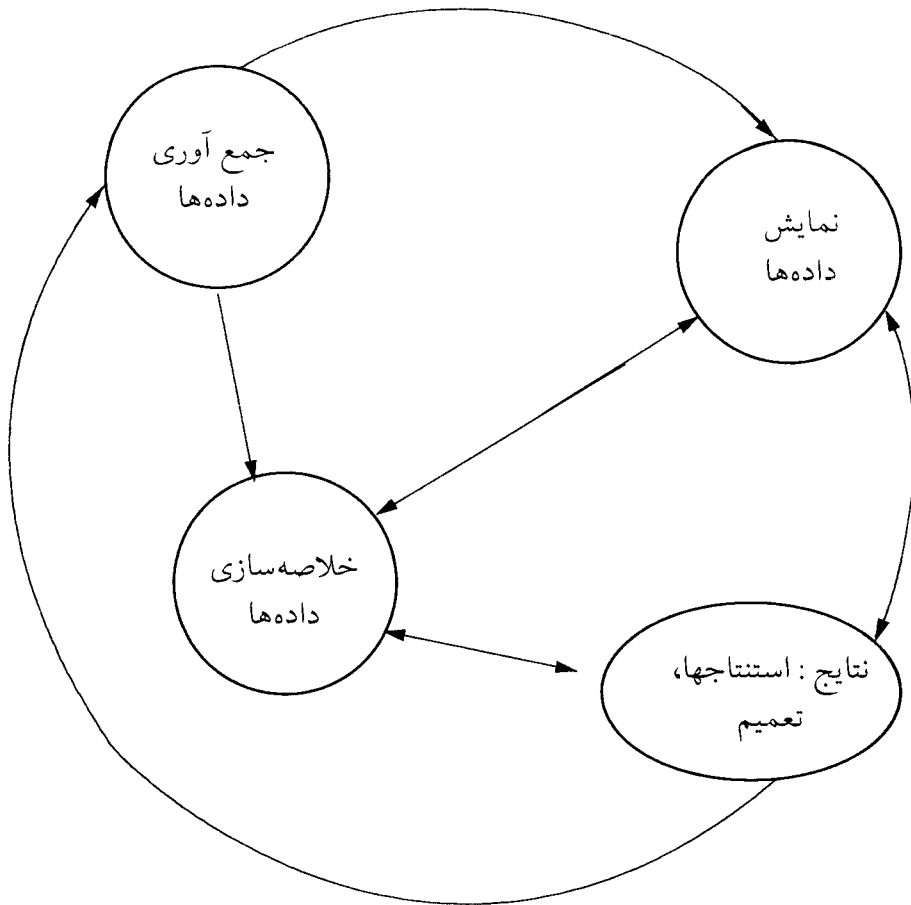 جمع آوری
داده‌ها
نمایش
داده‌ها
خلاصه‌سازی
داده‌ها
نتایج : استنتاجها،
تعمیم